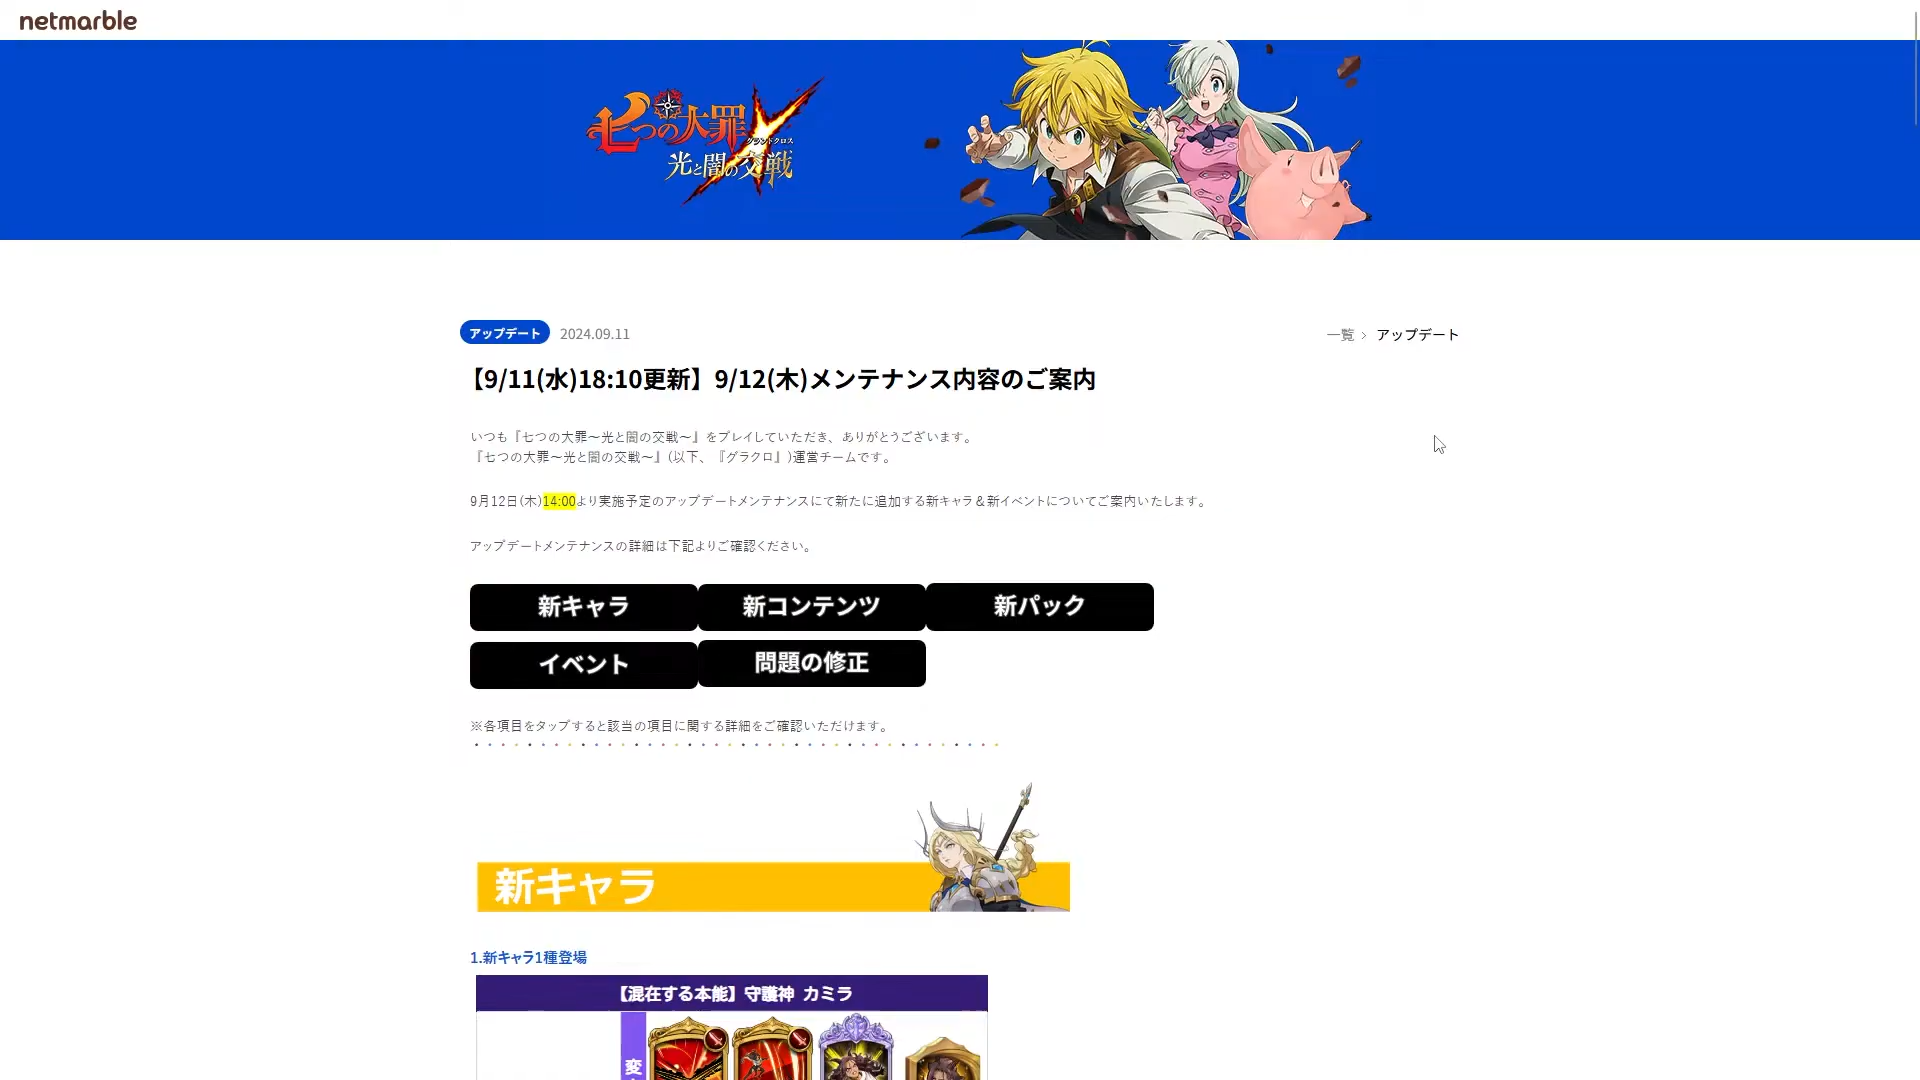 netmarble
七つの大罪
グランドクロス
光と闇の交戦
アップデート 2024.09.11
一覧 > アップデート
【9/11(水)18:10更新】9/12(木)メンテナンス内容のご案内
いつも『七つの大罪~光と闇の交戦~』をプレイしていただき、ありがとうございます。
『七つの大罪~光と闇の交戦~』(以下、『グラクロ』)運営チームです。
9月12日(木)14:00より実施予定のアップデートメンテナンスにて新たに追加する新キャラ&新イベントについてご案内いたします。
アップデートメンテナンスの詳細は下記よりご確認ください。
新キャラ 新コンテンツ 新パック
イベント 問題の修正
※各項目をタップすると該当の項目に関する詳細をご確認いただけます。
新キャラ
1.新キャラ1種登場
【混在する本能】守護神 カミラ
変